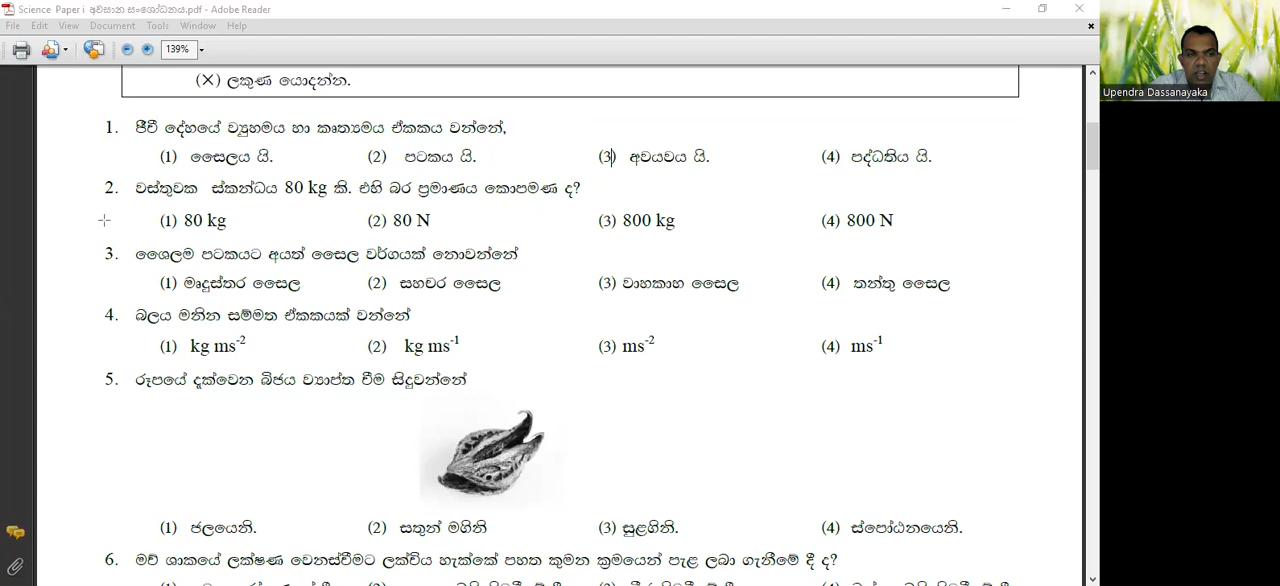 Science Paper i අවසාන සංශෝධනය.pdf - Adobe Reader
File Edit View Document Tools Window Help
139%
Upendra Dassanayaka
(X) ලකුණ යොදන්න.
1. ජීවී දේහයේ ව්‍යුහමය හා කෘත්‍යමය ඒකකය වන්නේ,
(1) සෛලය යි. (2) පටකය යි. (3) අවයවය යි. (4) පද්ධතිය යි.
2. වස්තුවක ස්කන්ධය 80 kg කි. එහි බර ප්‍රමාණය කොපමණ ද?
(1) 80 kg (2) 80 N (3) 800 kg (4) 800 N
3. ශෛලම පටකයට අයත් සෛල වර්ගයක් නොවන්නේ
(1) මෘදුස්තර සෛල (2) සහචර සෛල (3) වාහකාභ සෛල (4) තන්තු සෛල
4. බලය මනින සම්මත ඒකකයක් වන්නේ
(1) kg ms-2 (2) kg ms-1 (3) ms-2 (4) ms-1
5. රූපයේ දැක්වෙන බීජය ව්‍යාප්ත වීම සිදුවන්නේ
(1) ජලයෙනි. (2) සතුන් මගිනි (3) සුළගිනි. (4) ස්පෝඨනයෙනි.
6. මව් ශාකයේ ලක්ෂණ වෙනස්වීමට ලක්විය හැක්කේ පහත කුමන ක්‍රමයෙන් පැළ ලබා ගැනීමේ දී ද?